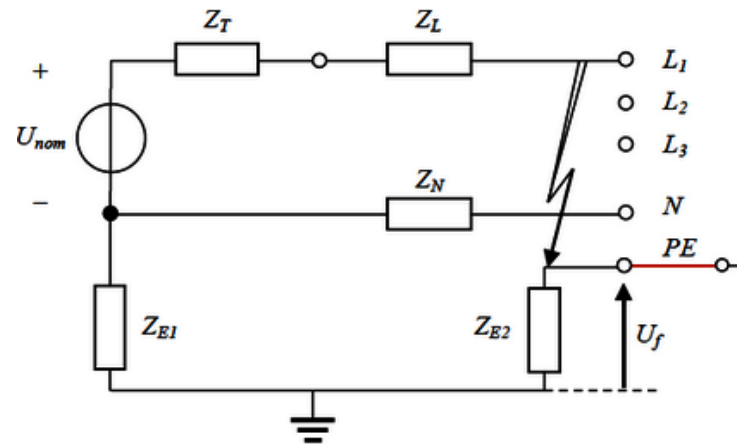 Z_T
Z_L
L_1
+
L_2
U_nom
L_3
−
Z_N
N
PE
Z_E1
Z_E2
U_f